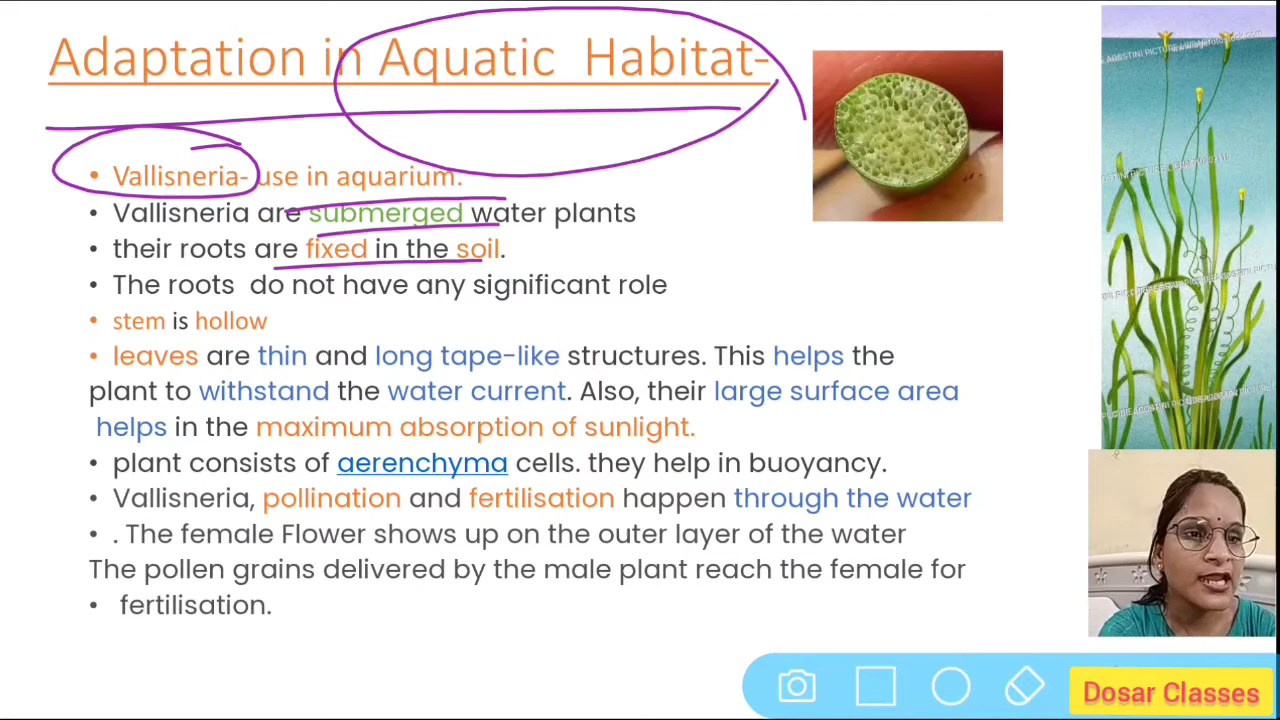 Adaptation in Aquatic Habitat-
• Vallisneria- use in aquarium.
• Vallisneria are submerged water plants
• their roots are fixed in the soil.
• The roots do not have any significant role
• stem is hollow
• leaves are thin and long tape-like structures. This helps the
plant to withstand the water current. Also, their large surface area
helps in the maximum absorption of sunlight.
• plant consists of aerenchyma cells. they help in buoyancy.
• Vallisneria, pollination and fertilisation happen through the water
• . The female Flower shows up on the outer layer of the water
The pollen grains delivered by the male plant reach the female for
• fertilisation.
Dosar Classes